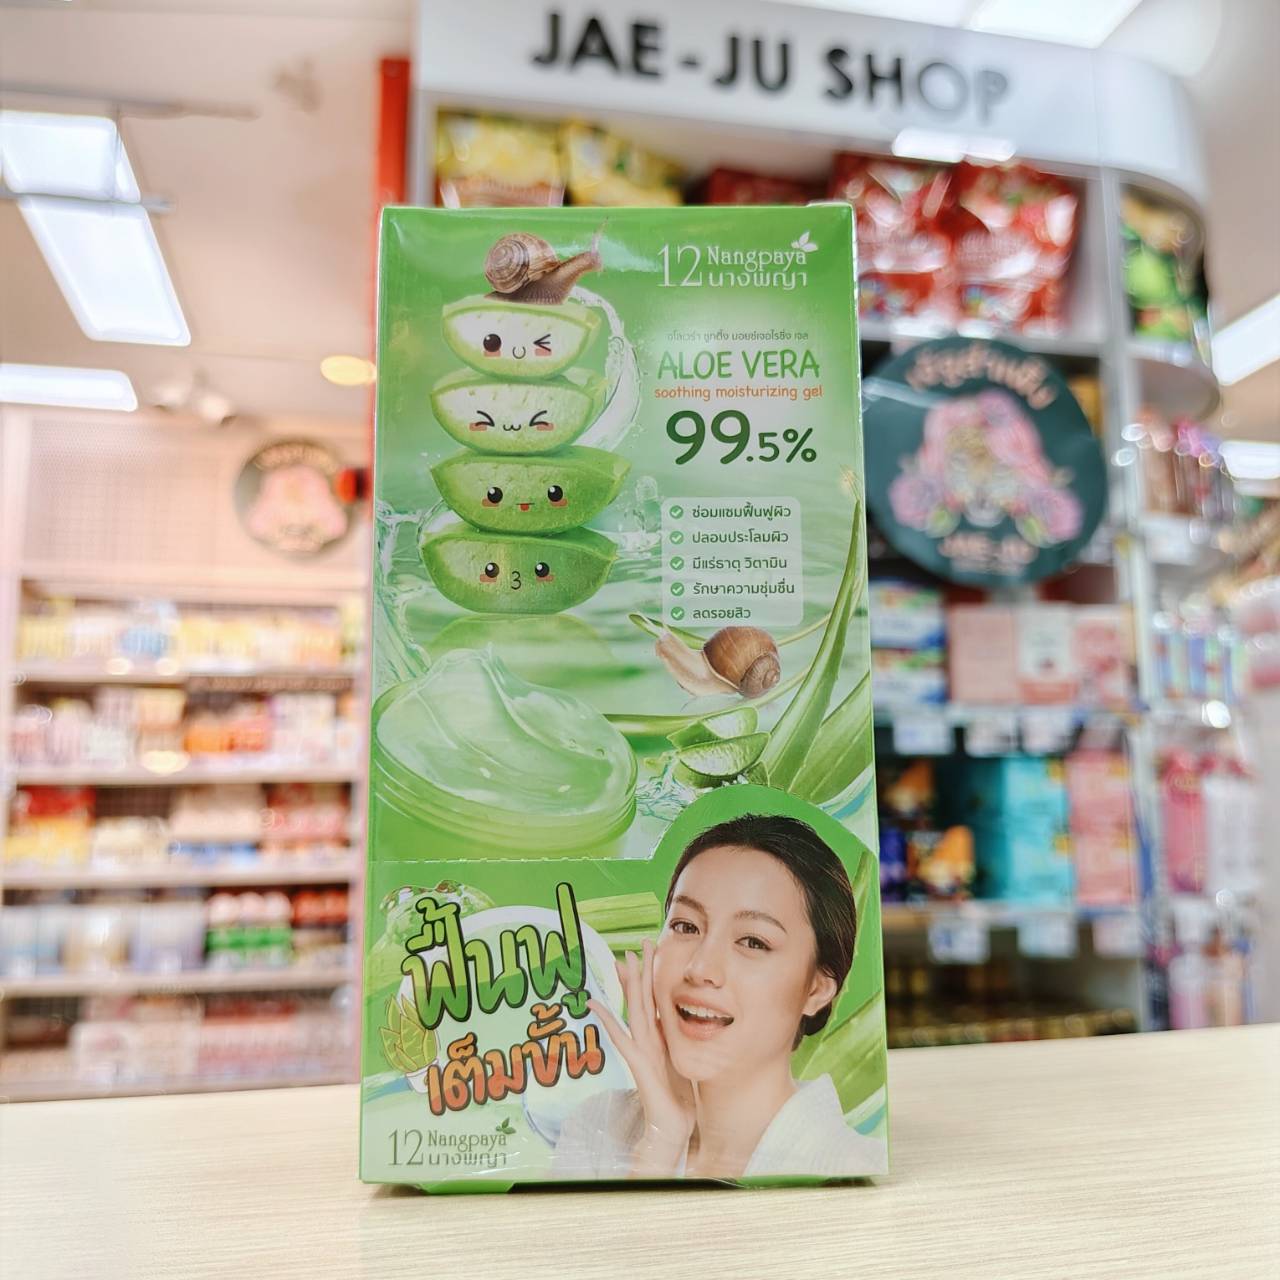 JAE-JU SHOP
12 Nangpaya
นางพญา
อโลเวร่า ซูทติ้ง มอยซ์เจอไรซิ่ง เจล
ALOE VERA
soothing moisturizing gel
99.5%
ซ่อมแซมฟื้นฟูผิว
ปลอบประโลมผิว
มีแร่ธาตุ วิตามิน
รักษาความชุ่มชื่น
ลดรอยสิว
ฟื้นฟู
เต็มขั้น
12 Nangpaya
นางพญา
JAE-JU